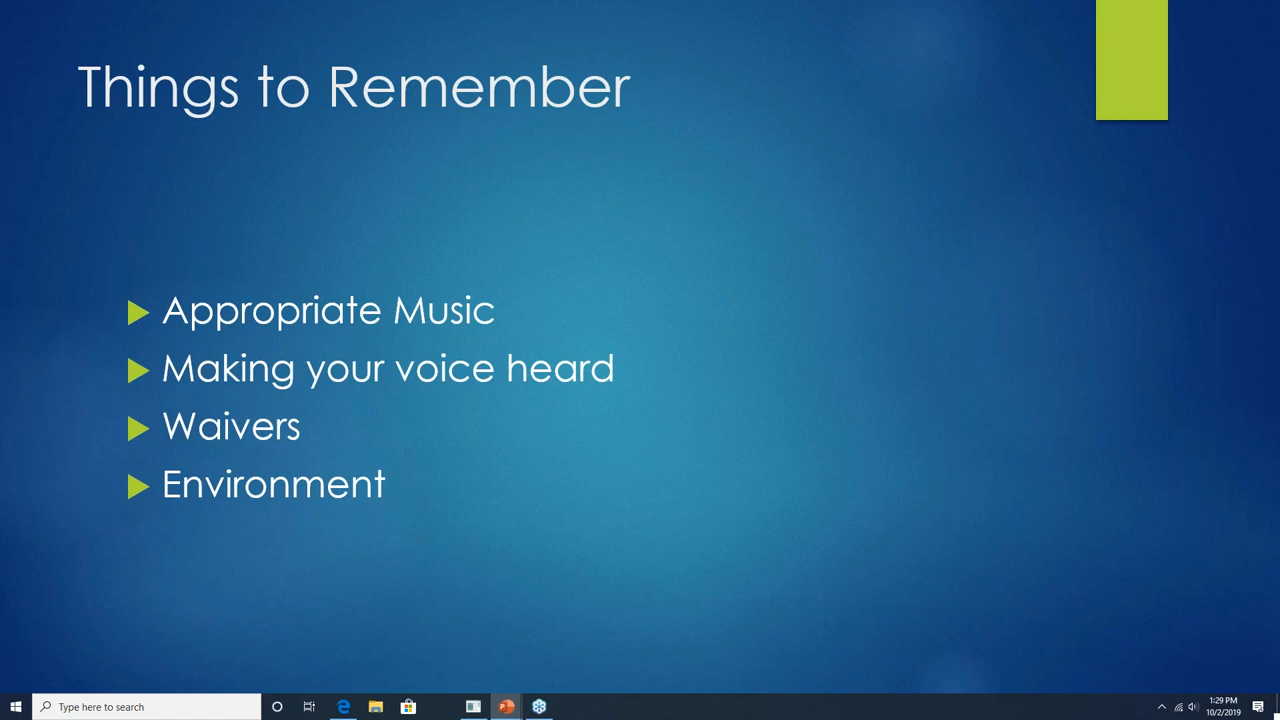 Things to Remember
Appropriate Music
Making your voice heard
Waivers
Environment
Type here to search
1:29 PM
10/2/2019